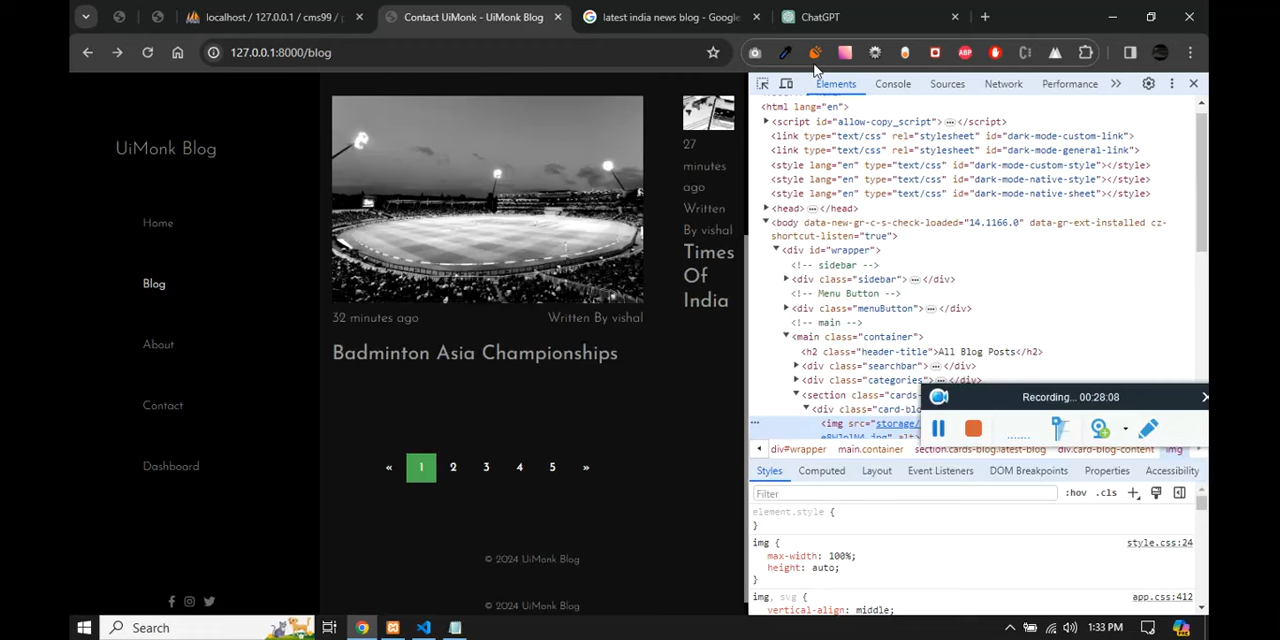 localhost / 127.0.0.1 / cms99 / p
Contact UiMonk - UiMonk Blog
latest india news blog - Google
ChatGPT
127.0.0.1:8000/blog
ABP
Elements
Console
Sources
Network
Performance
UiMonk Blog
Home
Blog
About
Contact
Dashboard
32 minutes ago
Written By vishal
Badminton Asia Championships
27
minutes
ago
Written
By vishal
Times
Of
India
« 1 2 3 4 5 »
© 2024 UiMonk Blog
© 2024 UiMonk Blog
<html lang="en">
<script id="allow-copy_script"> … </script>
<link type="text/css" rel="stylesheet" id="dark-mode-custom-link">
<link type="text/css" rel="stylesheet" id="dark-mode-general-link">
<style lang="en" type="text/css" id="dark-mode-custom-style"></style>
<style lang="en" type="text/css" id="dark-mode-native-style"></style>
<style lang="en" type="text/css" id="dark-mode-native-sheet"></style>
<head> … </head>
<body data-new-gr-c-s-check-loaded="14.1166.0" data-gr-ext-installed cz-
shortcut-listen="true">
<div id="wrapper">
<!-- sidebar -->
<div class="sidebar"> … </div>
<!-- Menu Button -->
<div class="menuButton"> … </div>
<!-- main -->
<main class="container">
<h2 class="header-title">All Blog Posts</h2>
<div class="searchbar"> … </div>
<div class="categories"> … </div>
<section class="cards-
<div class="card-blo
<img src="storage/
Recording... 00:28:08
div#wrapper
main.container
section.cards-blog.latest-blog
div.card-blog-content
img
Styles
Computed
Layout
Event Listeners
DOM Breakpoints
Properties
Accessibility
Filter
:hov .cls
element.style {
}
img {
style.css:24
max-width: 100%;
height: auto;
}
img, svg {
app.css:412
vertical-align: middle;
Search
1:33 PM